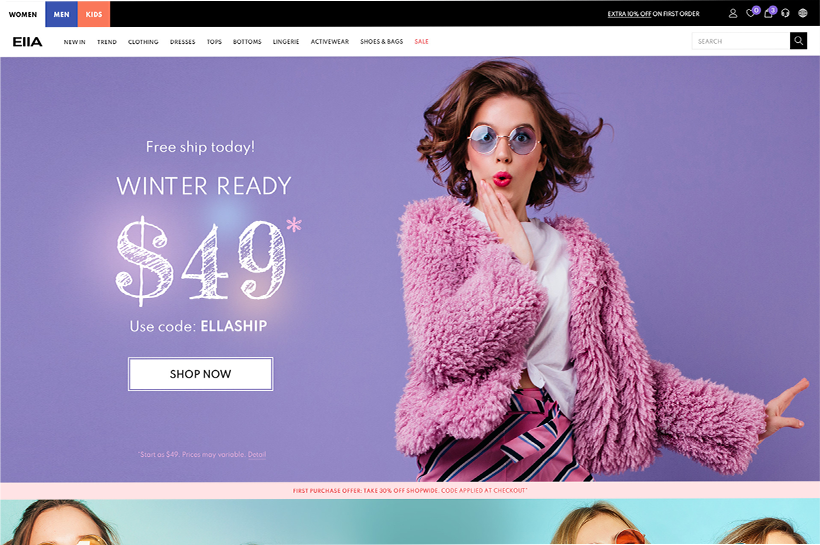 WOMEN MEN KIDS EXTRA 10% OFF ON FIRST ORDER 0 3
ELLA NEW IN TREND CLOTHING DRESSES TOPS BOTTOMS LINGERIE ACTIVEWEAR SHOES & BAGS SALE SEARCH
Free ship today!
WINTER READY
$49*
Use code: ELLASHIP
SHOP NOW
*Start as $49. Prices may variable. Detail
FIRST PURCHASE OFFER: TAKE 30% OFF SHOPWIDE. CODE APPLIED AT CHECKOUT*